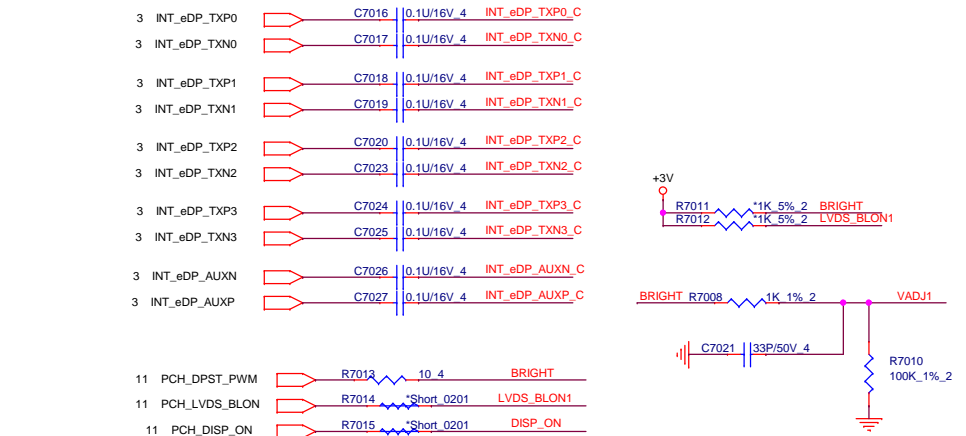 3 INT_eDP_TXP0 C7016 0.1U/16V_4 INT_eDP_TXP0_C
3 INT_eDP_TXN0 C7017 0.1U/16V_4 INT_eDP_TXN0_C
3 INT_eDP_TXP1 C7018 0.1U/16V_4 INT_eDP_TXP1_C
3 INT_eDP_TXN1 C7019 0.1U/16V_4 INT_eDP_TXN1_C
3 INT_eDP_TXP2 C7020 0.1U/16V_4 INT_eDP_TXP2_C
3 INT_eDP_TXN2 C7023 0.1U/16V_4 INT_eDP_TXN2_C
3 INT_eDP_TXP3 C7024 0.1U/16V_4 INT_eDP_TXP3_C
3 INT_eDP_TXN3 C7025 0.1U/16V_4 INT_eDP_TXN3_C
3 INT_eDP_AUXN C7026 0.1U/16V_4 INT_eDP_AUXN_C
3 INT_eDP_AUXP C7027 0.1U/16V_4 INT_eDP_AUXP_C
11 PCH_DPST_PWM R7013 10_4 BRIGHT
11 PCH_LVDS_BLON R7014 *Short_0201 LVDS_BLON1
11 PCH_DISP_ON R7015 *Short_0201 DISP_ON
+3V
R7011 *1K_5%_2 BRIGHT
R7012 *1K_5%_2 LVDS_BLON1
BRIGHT R7008 1K_1%_2 VADJ1
C7021 33P/50V_4
R7010
100K_1%_2